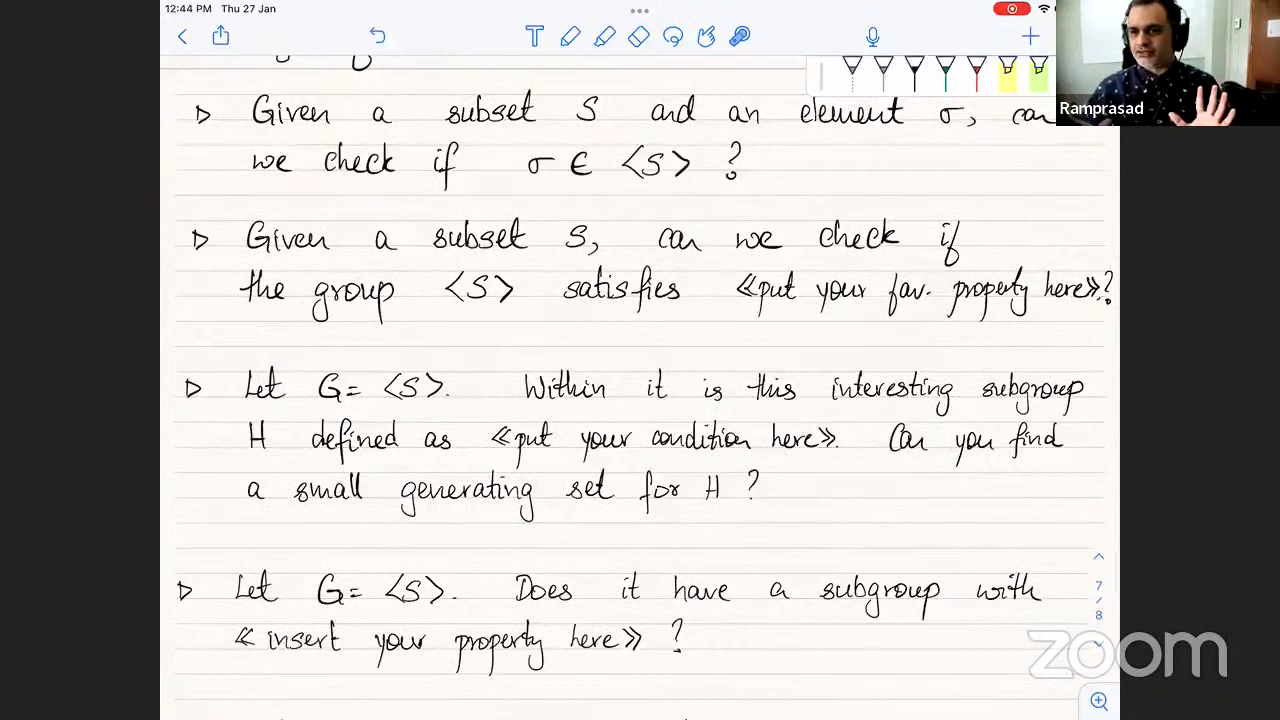 12:44 PM Thu 27 Jan
Ramprasad
▷ Given a subset S and an element σ, can
we check if σ ∈ <S> ?
▷ Given a subset S, can we check if
the group <S> satisfies «put your fav. property here»?
▷ Let G = <S>. Within it is this interesting subgroup
H defined as «put your condition here». Can you find
a small generating set for H ?
▷ Let G = <S>. Does it have a subgroup with
« insert your property here» ?
7
/
8
zoom